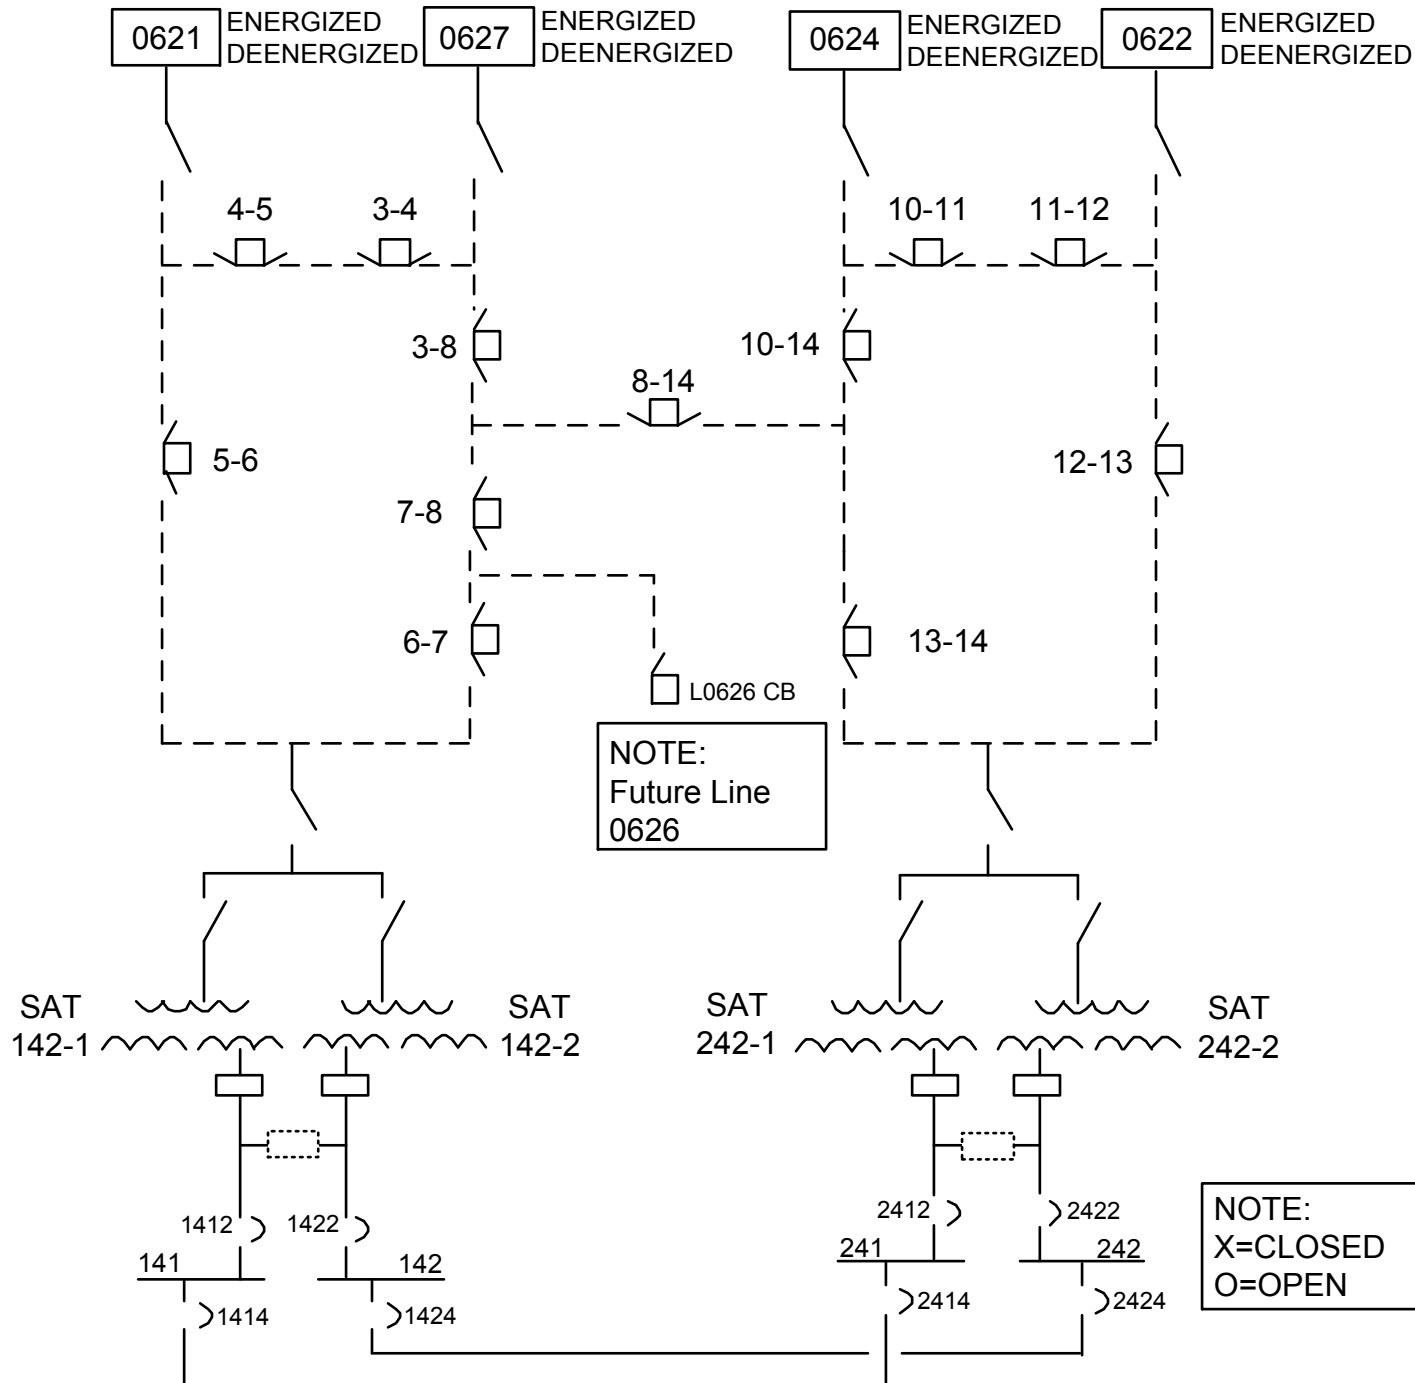 0621
ENERGIZED
DEENERGIZED
0627
ENERGIZED
DEENERGIZED
0624
ENERGIZED
DEENERGIZED
0622
ENERGIZED
DEENERGIZED
4-5
3-4
10-11
11-12
3-8
10-14
8-14
5-6
12-13
7-8
6-7
13-14
L0626 CB
NOTE:
Future Line
0626
SAT
142-1
SAT
142-2
SAT
242-1
SAT
242-2
1412
1422
2412
2422
141
142
241
242
1414
1424
2414
2424
NOTE:
X=CLOSED
O=OPEN